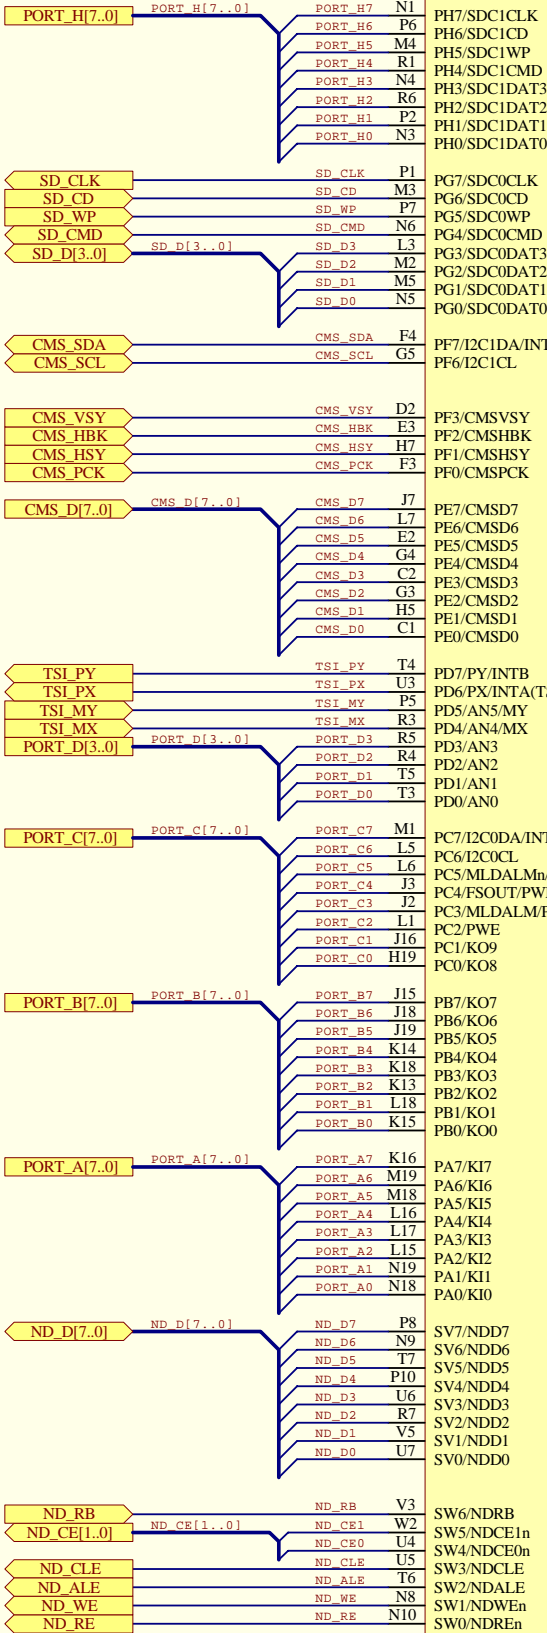 PORT_H[7..0] PORT_H[7..0] PORT_H7 N1 PH7/SDC1CLK
PORT_H6 P6 PH6/SDC1CD
PORT_H5 M4 PH5/SDC1WP
PORT_H4 R1 PH4/SDC1CMD
PORT_H3 N4 PH3/SDC1DAT3
PORT_H2 R6 PH2/SDC1DAT2
PORT_H1 P2 PH1/SDC1DAT1
PORT_H0 N3 PH0/SDC1DAT0
SD_CLK SD_CLK P1 PG7/SDC0CLK
SD_CD SD_CD M3 PG6/SDC0CD
SD_WP SD_WP P7 PG5/SDC0WP
SD_CMD SD_CMD N6 PG4/SDC0CMD
SD_D[3..0] SD_D[3..0] SD_D3 L3 PG3/SDC0DAT3
SD_D2 M2 PG2/SDC0DAT2
SD_D1 M5 PG1/SDC0DAT1
SD_D0 N5 PG0/SDC0DAT0
CMS_SDA CMS_SDA F4 PF7/I2C1DA/INT
CMS_SCL CMS_SCL G5 PF6/I2C1CL
CMS_VSY CMS_VSY D2 PF3/CMSVSY
CMS_HBK CMS_HBK E3 PF2/CMSHBK
CMS_HSY CMS_HSY H7 PF1/CMSHSY
CMS_PCK CMS_PCK F3 PF0/CMSPCK
CMS_D[7..0] CMS_D[7..0] CMS_D7 J7 PE7/CMSD7
CMS_D6 L7 PE6/CMSD6
CMS_D5 E2 PE5/CMSD5
CMS_D4 G4 PE4/CMSD4
CMS_D3 C2 PE3/CMSD3
CMS_D2 G3 PE2/CMSD2
CMS_D1 H5 PE1/CMSD1
CMS_D0 C1 PE0/CMSD0
TSI_PY TSI_PY T4 PD7/PY/INTB
TSI_PX TSI_PX U3 PD6/PX/INTA(T
TSI_MY TSI_MY P5 PD5/AN5/MY
TSI_MX TSI_MX R3 PD4/AN4/MX
PORT_D[3..0] PORT_D[3..0] PORT_D3 R5 PD3/AN3
PORT_D2 R4 PD2/AN2
PORT_D1 T5 PD1/AN1
PORT_D0 T3 PD0/AN0
PORT_C[7..0] PORT_C[7..0] PORT_C7 M1 PC7/I2C0DA/INT
PORT_C6 L5 PC6/I2C0CL
PORT_C5 L6 PC5/MLDALMn/
PORT_C4 J3 PC4/FSOUT/PW
PORT_C3 J2 PC3/MLDALM/F
PORT_C2 L1 PC2/PWE
PORT_C1 J16 PC1/KO9
PORT_C0 H19 PC0/KO8
PORT_B[7..0] PORT_B[7..0] PORT_B7 J15 PB7/KO7
PORT_B6 J18 PB6/KO6
PORT_B5 J19 PB5/KO5
PORT_B4 K14 PB4/KO4
PORT_B3 K18 PB3/KO3
PORT_B2 K13 PB2/KO2
PORT_B1 L18 PB1/KO1
PORT_B0 K15 PB0/KO0
PORT_A[7..0] PORT_A[7..0] PORT_A7 K16 PA7/KI7
PORT_A6 M19 PA6/KI6
PORT_A5 M18 PA5/KI5
PORT_A4 L16 PA4/KI4
PORT_A3 L17 PA3/KI3
PORT_A2 L15 PA2/KI2
PORT_A1 N19 PA1/KI1
PORT_A0 N18 PA0/KI0
ND_D[7..0] ND_D[7..0] ND_D7 P8 SV7/NDD7
ND_D6 N9 SV6/NDD6
ND_D5 T7 SV5/NDD5
ND_D4 P10 SV4/NDD4
ND_D3 U6 SV3/NDD3
ND_D2 R7 SV2/NDD2
ND_D1 V5 SV1/NDD1
ND_D0 U7 SV0/NDD0
ND_RB ND_RB V3 SW6/NDRB
ND_CE[1..0] ND_CE[1..0] ND_CE1 W2 SW5/NDCE1n
ND_CE0 U4 SW4/NDCE0n
ND_CLE ND_CLE U5 SW3/NDCLE
ND_ALE ND_ALE T6 SW2/NDALE
ND_WE ND_WE N8 SW1/NDWEn
ND_RE ND_RE N10 SW0/NDREn